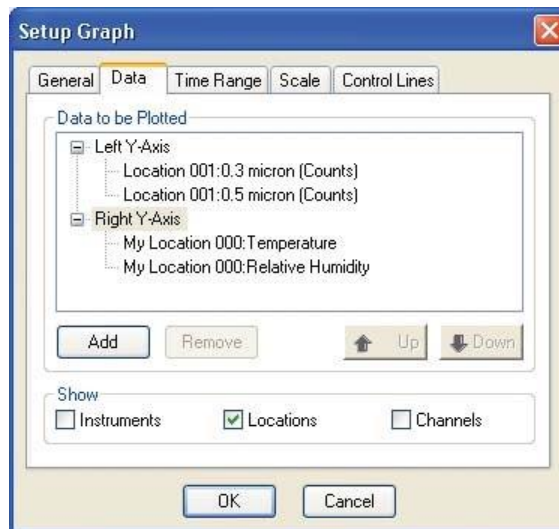 Setup Graph
General Data Time Range Scale Control Lines
Data to be Plotted
Left Y-Axis
Location 001:0.3 micron (Counts)
Location 001:0.5 micron (Counts)
Right Y-Axis
My Location 000:Temperature
My Location 000:Relative Humidity
Add Remove Up Down
Show
Instruments Locations Channels
OK Cancel